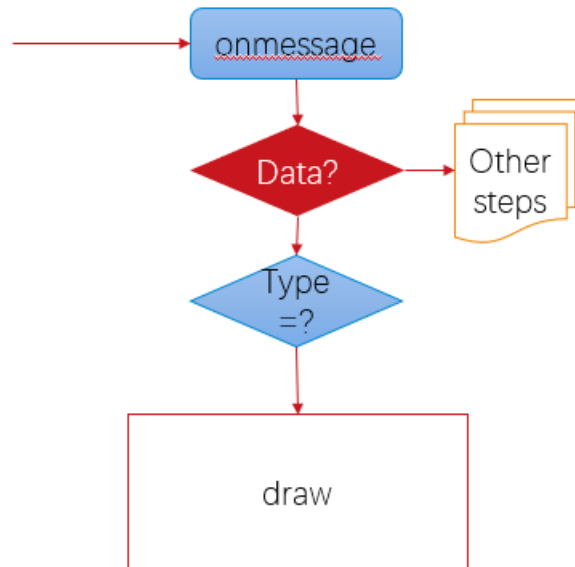 onmessage
Data?
Other
steps
Type
=?
draw